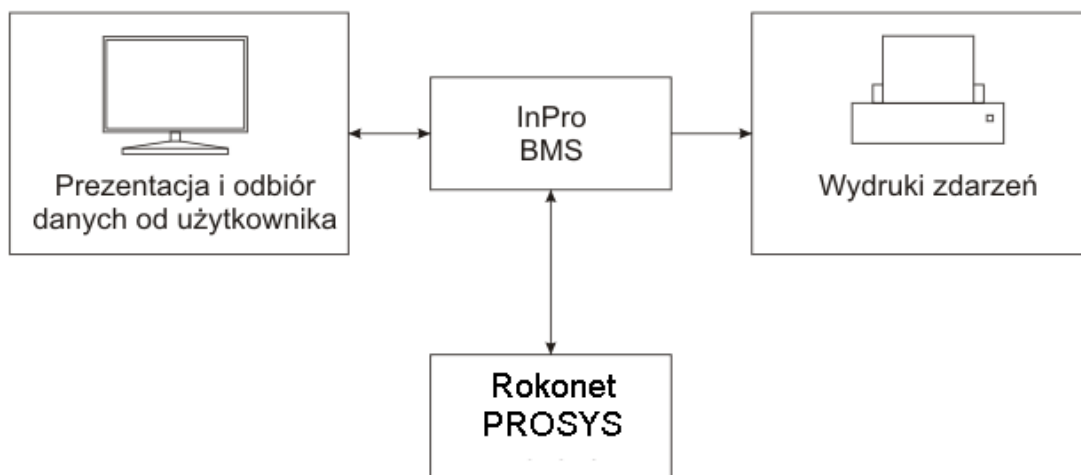 Prezentacja i odbiór
danych od użytkownika
InPro
BMS
Wydruki zdarzeń
Rokonet
PROSYS